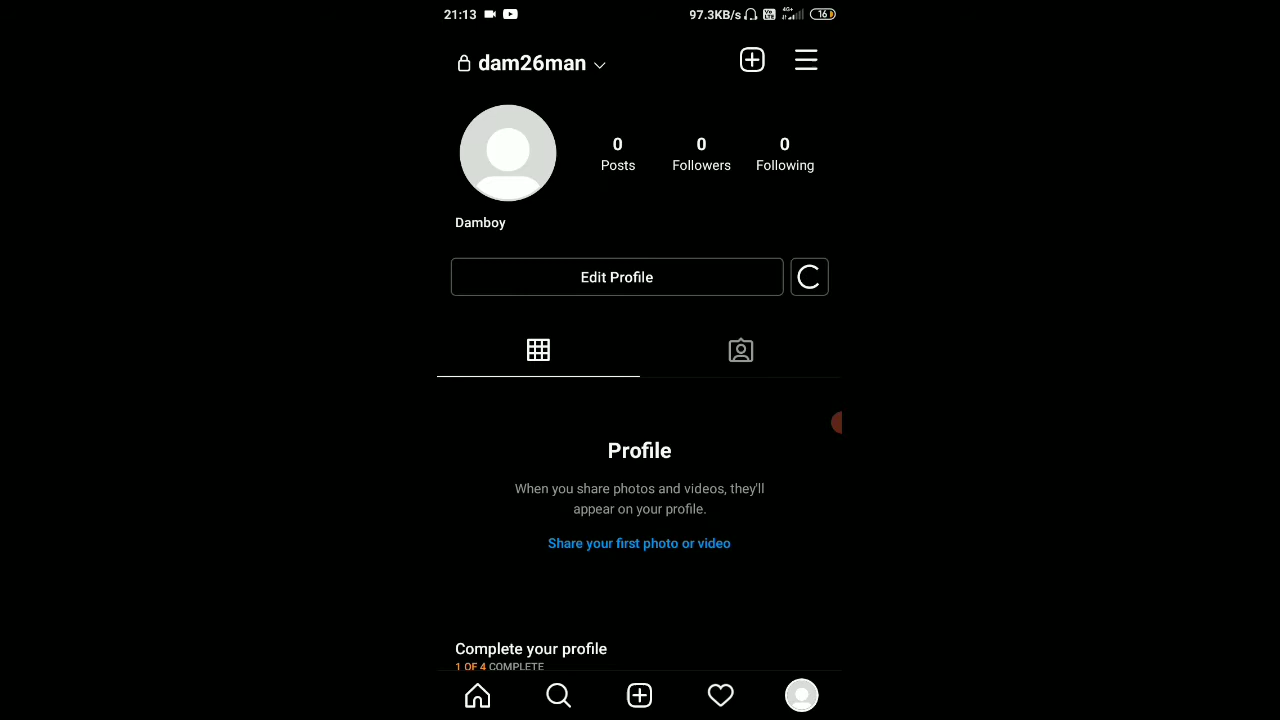 21:13 97.3KB/s 4G+ 16
dam26man
0 0 0
Posts Followers Following
Damboy
Edit Profile
Profile
When you share photos and videos, they'll
appear on your profile.
Share your first photo or video
Complete your profile
1 OF 4 COMPLETE